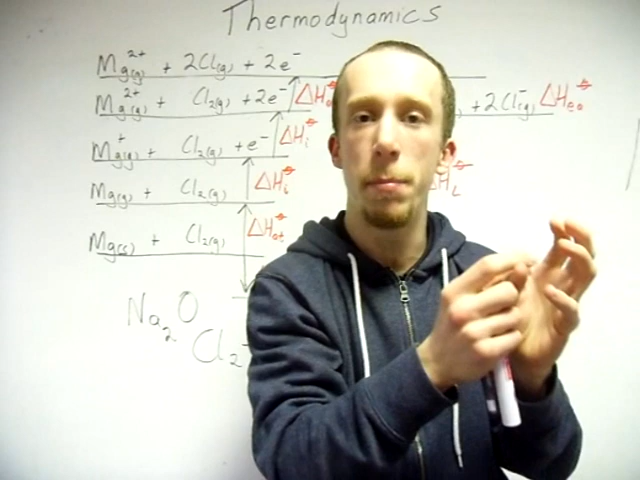 Thermodynamics
Mg²⁺(g) + 2Cl(g) + 2e⁻
Mg²⁺(g) + Cl₂(g) + 2e⁻ ΔH + 2Cl⁻(g) ΔHea⦵
Mg⁺(g) + Cl₂(g) + e⁻ ΔHi⦵
Mg(g) + Cl₂(g) ΔHi⦵ ΔHL⦵
Mg(s) + Cl₂(g) ΔHat⦵
Na₂O
Cl₂